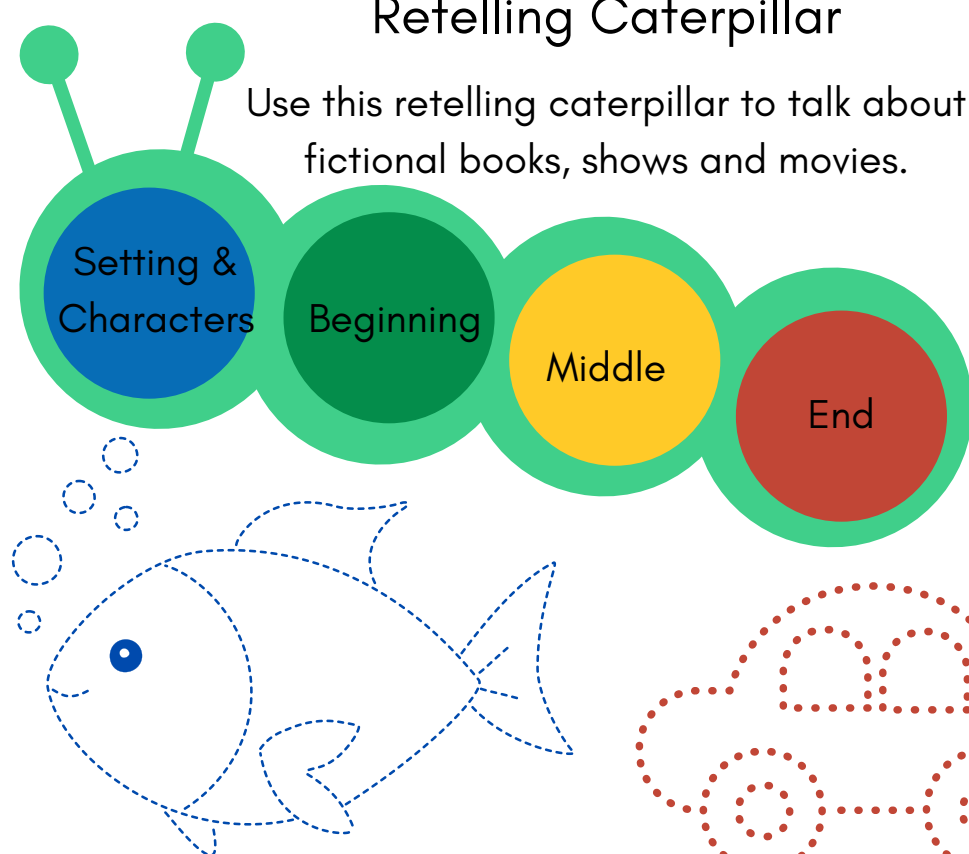 Retelling Caterpillar
Use this retelling caterpillar to talk about
fictional books, shows and movies.
Setting &
Characters
Beginning
Middle
End